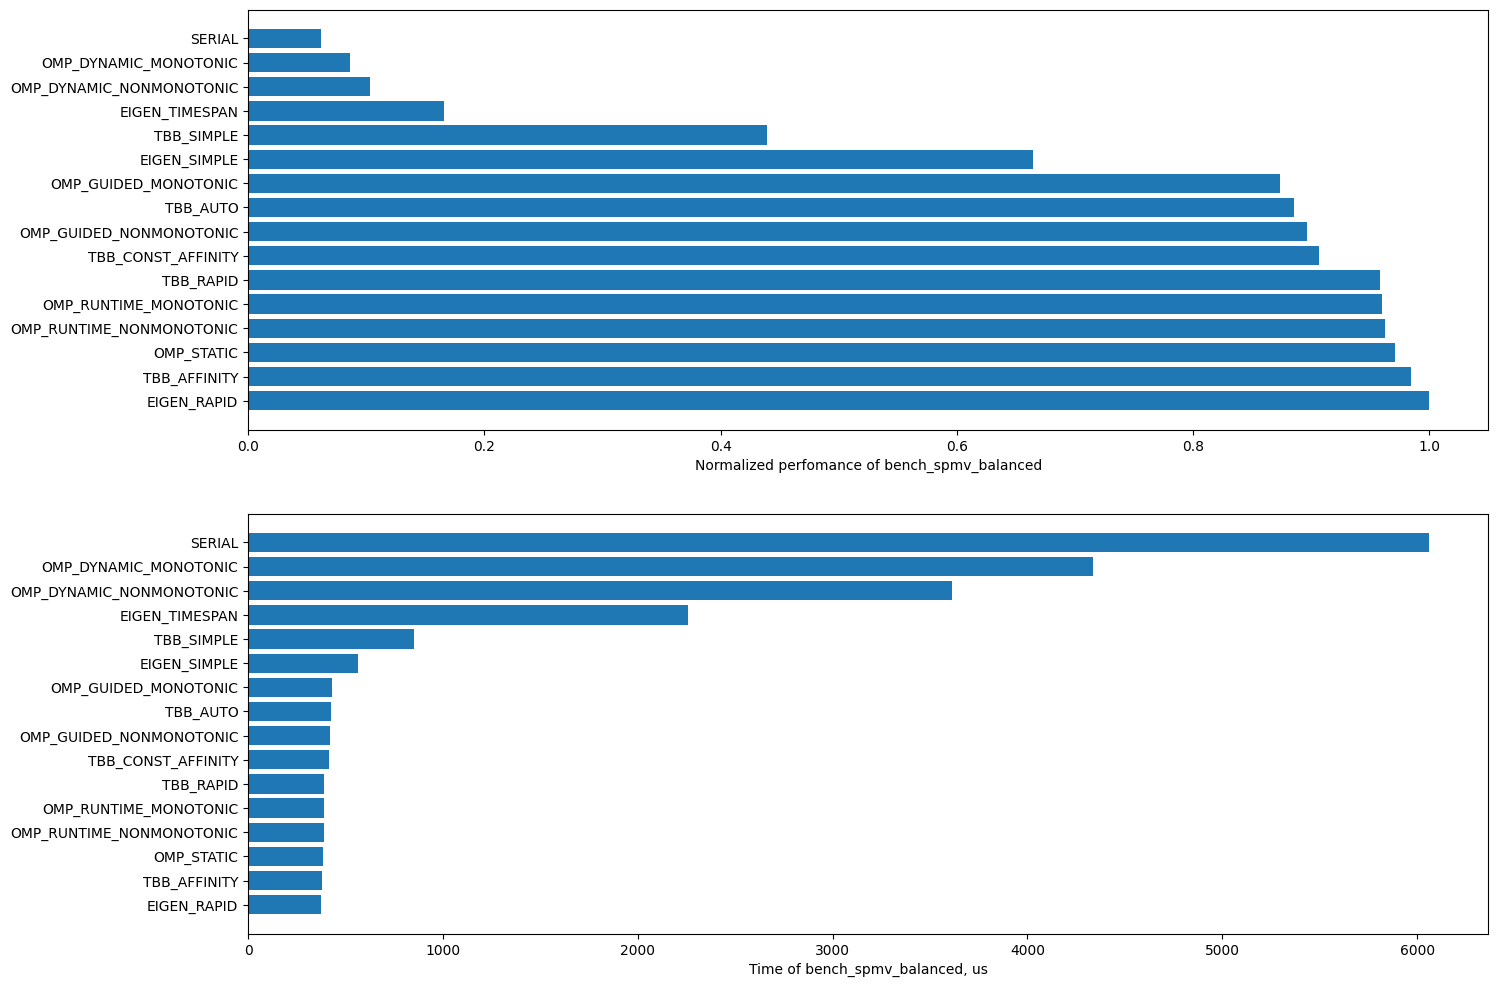 SERIAL
OMP_DYNAMIC_MONOTONIC
OMP_DYNAMIC_NONMONOTONIC
EIGEN_TIMESPAN
TBB_SIMPLE
EIGEN_SIMPLE
OMP_GUIDED_MONOTONIC
TBB_AUTO
OMP_GUIDED_NONMONOTONIC
TBB_CONST_AFFINITY
TBB_RAPID
OMP_RUNTIME_MONOTONIC
OMP_RUNTIME_NONMONOTONIC
OMP_STATIC
TBB_AFFINITY
EIGEN_RAPID
0.0 0.2 0.4 0.6 0.8 1.0
Normalized perfomance of bench_spmv_balanced
SERIAL
OMP_DYNAMIC_MONOTONIC
OMP_DYNAMIC_NONMONOTONIC
EIGEN_TIMESPAN
TBB_SIMPLE
EIGEN_SIMPLE
OMP_GUIDED_MONOTONIC
TBB_AUTO
OMP_GUIDED_NONMONOTONIC
TBB_CONST_AFFINITY
TBB_RAPID
OMP_RUNTIME_MONOTONIC
OMP_RUNTIME_NONMONOTONIC
OMP_STATIC
TBB_AFFINITY
EIGEN_RAPID
0 1000 2000 3000 4000 5000 6000
Time of bench_spmv_balanced, us